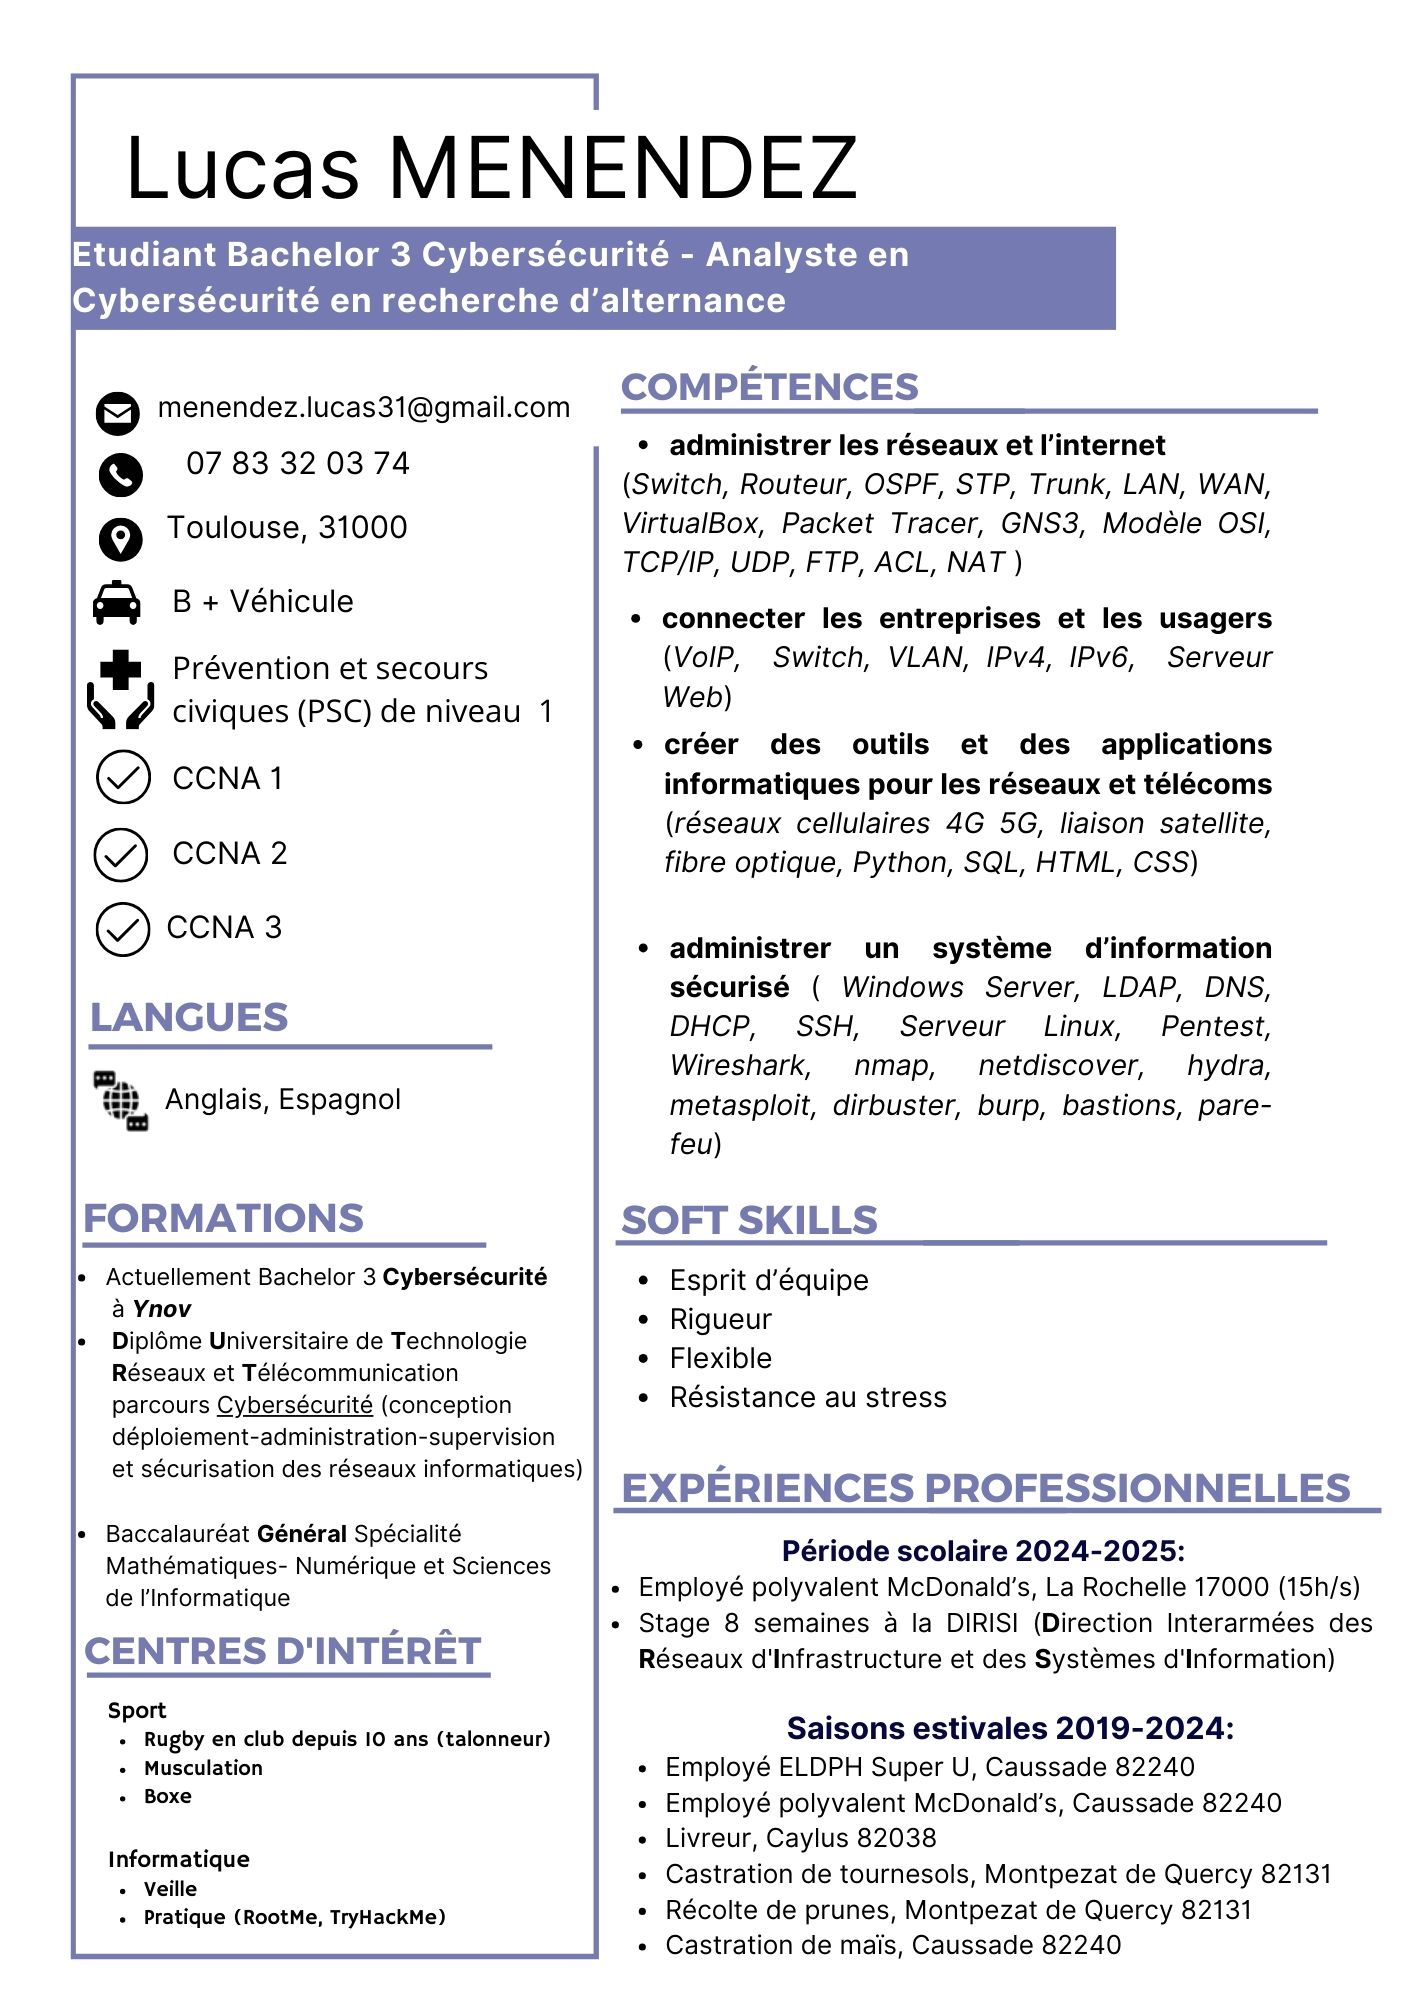 Lucas MENENDEZ
Etudiant Bachelor 3 Cybersécurité - Analyste en
Cybersécurité en recherche d’alternance
menendez.lucas31@gmail.com
07 83 32 03 74
Toulouse, 31000
B + Véhicule
Prévention et secours
civiques (PSC) de niveau 1
CCNA 1
CCNA 2
CCNA 3
LANGUES
Anglais, Espagnol
FORMATIONS
• Actuellement Bachelor 3 Cybersécurité
à Ynov
• Diplôme Universitaire de Technologie
Réseaux et Télécommunication
parcours Cybersécurité (conception
déploiement-administration-supervision
et sécurisation des réseaux informatiques)
• Baccalauréat Général Spécialité
Mathématiques- Numérique et Sciences
de l’Informatique
CENTRES D'INTÉRÊT
Sport
• Rugby en club depuis 10 ans (talonneur)
• Musculation
• Boxe
Informatique
• Veille
• Pratique (RootMe, TryHackMe)
COMPÉTENCES
• administrer les réseaux et l’internet
(Switch, Routeur, OSPF, STP, Trunk, LAN, WAN,
VirtualBox, Packet Tracer, GNS3, Modèle OSI,
TCP/IP, UDP, FTP, ACL, NAT )
• connecter les entreprises et les usagers
(VoIP, Switch, VLAN, IPv4, IPv6, Serveur
Web)
• créer des outils et des applications
informatiques pour les réseaux et télécoms
(réseaux cellulaires 4G 5G, liaison satellite,
fibre optique, Python, SQL, HTML, CSS)
• administrer un système d’information
sécurisé ( Windows Server, LDAP, DNS,
DHCP, SSH, Serveur Linux, Pentest,
Wireshark, nmap, netdiscover, hydra,
metasploit, dirbuster, burp, bastions, pare-
feu)
SOFT SKILLS
• Esprit d’équipe
• Rigueur
• Flexible
• Résistance au stress
EXPÉRIENCES PROFESSIONNELLES
Période scolaire 2024-2025:
• Employé polyvalent McDonald’s, La Rochelle 17000 (15h/s)
• Stage 8 semaines à la DIRISI (Direction Interarmées des
Réseaux d'Infrastructure et des Systèmes d'Information)
Saisons estivales 2019-2024:
• Employé ELDPH Super U, Caussade 82240
• Employé polyvalent McDonald’s, Caussade 82240
• Livreur, Caylus 82038
• Castration de tournesols, Montpezat de Quercy 82131
• Récolte de prunes, Montpezat de Quercy 82131
• Castration de maïs, Caussade 82240